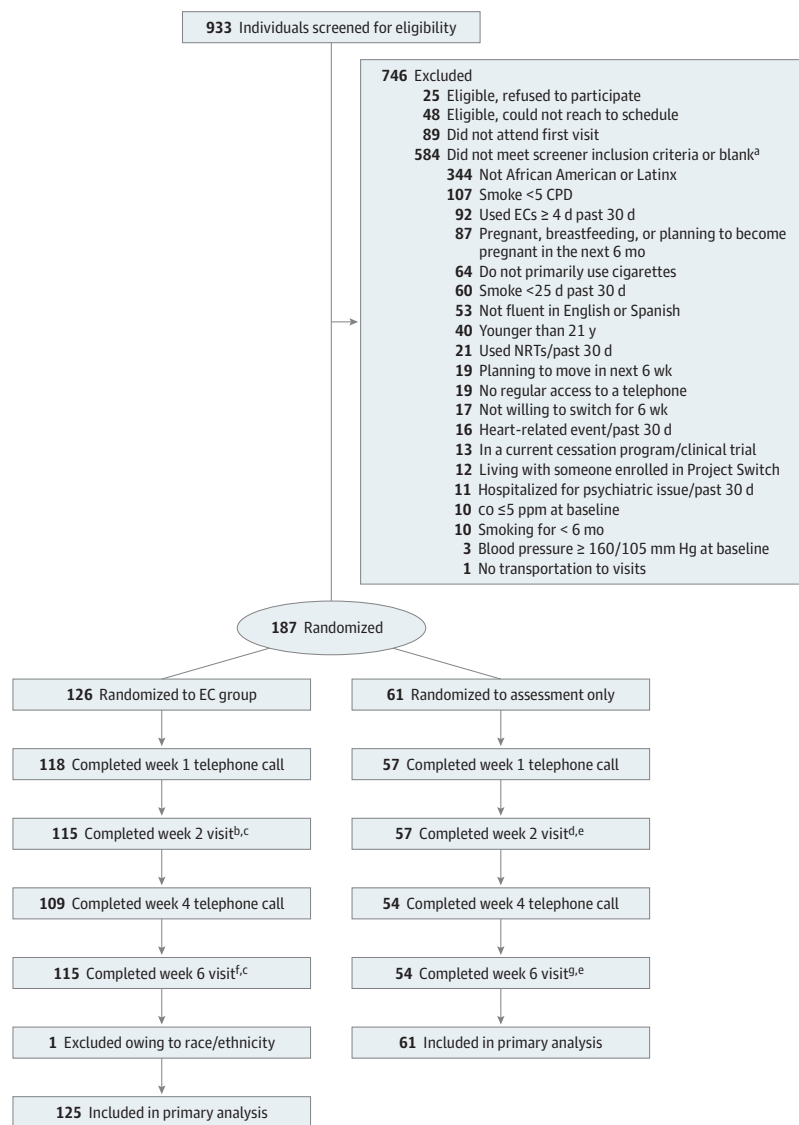 933 Individuals screened for eligibility
746 Excluded
25 Eligible, refused to participate
48 Eligible, could not reach to schedule
89 Did not attend first visit
584 Did not meet screener inclusion criteria or blankᵃ
344 Not African American or Latinx
107 Smoke <5 CPD
92 Used ECs ≥ 4 d past 30 d
87 Pregnant, breastfeeding, or planning to become
pregnant in the next 6 mo
64 Do not primarily use cigarettes
60 Smoke <25 d past 30 d
53 Not fluent in English or Spanish
40 Younger than 21 y
21 Used NRTs/past 30 d
19 Planning to move in next 6 wk
19 No regular access to a telephone
17 Not willing to switch for 6 wk
16 Heart-related event/past 30 d
13 In a current cessation program/clinical trial
12 Living with someone enrolled in Project Switch
11 Hospitalized for psychiatric issue/past 30 d
10 CO ≤5 ppm at baseline
10 Smoking for < 6 mo
3 Blood pressure ≥ 160/105 mm Hg at baseline
1 No transportation to visits
187 Randomized
126 Randomized to EC group
61 Randomized to assessment only
118 Completed week 1 telephone call
57 Completed week 1 telephone call
115 Completed week 2 visitᵇ,ᶜ
57 Completed week 2 visitᵈ,ᵉ
109 Completed week 4 telephone call
54 Completed week 4 telephone call
115 Completed week 6 visitᶠ,ᶜ
54 Completed week 6 visitᵍ,ᵉ
1 Excluded owing to race/ethnicity
61 Included in primary analysis
125 Included in primary analysis